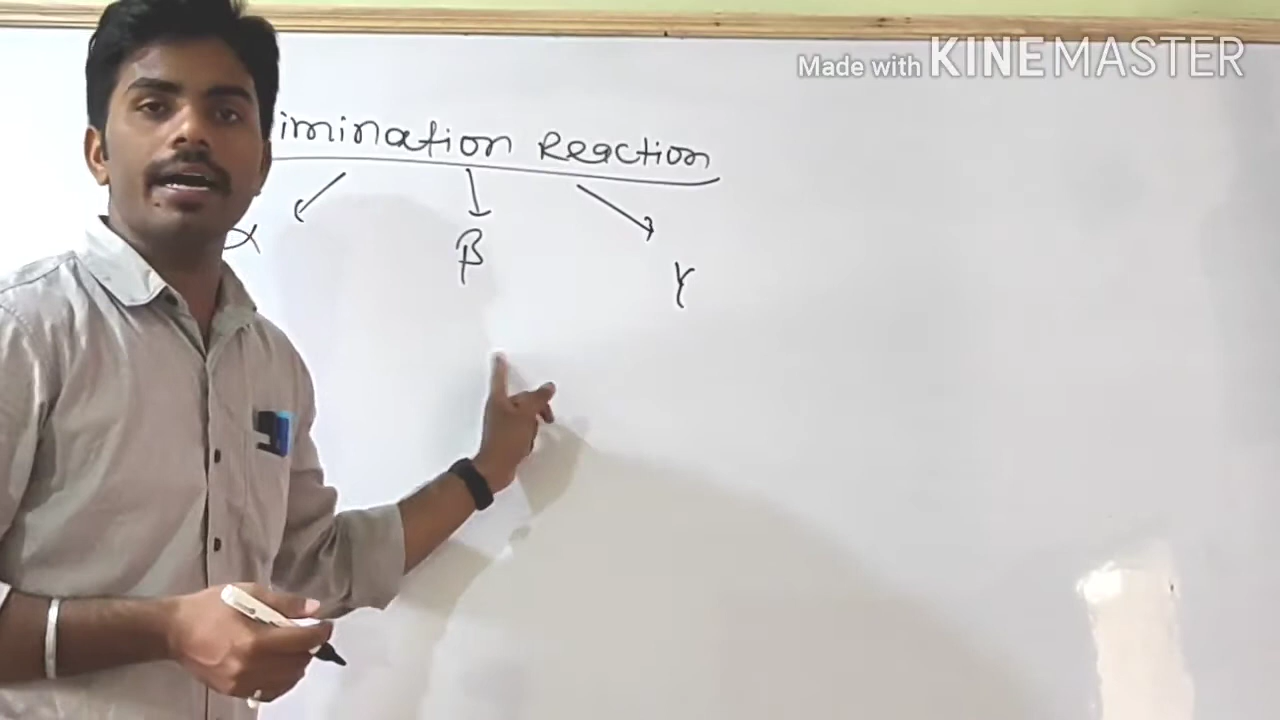 Made with KINEMASTER
imination Reaction
α β γ